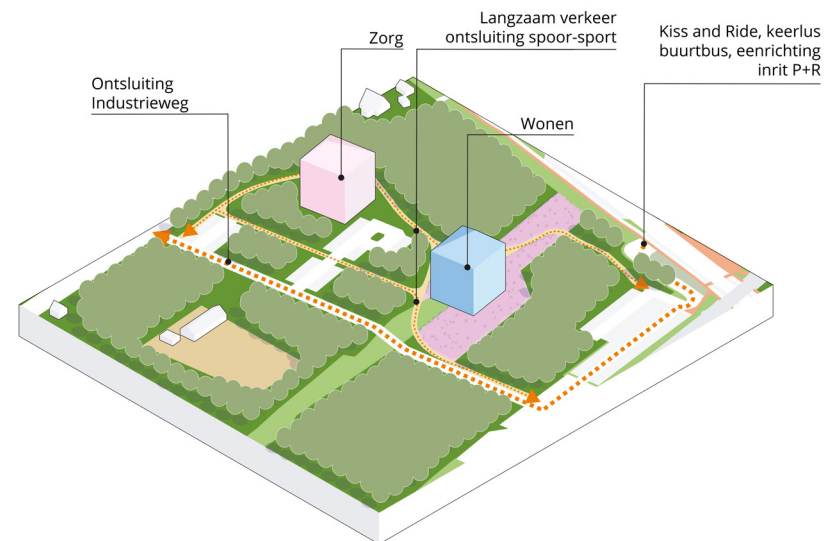 Langzaam verkeer
ontsluiting spoor-sport
Kiss and Ride, keerlus
buurtbus, eenrichting
inrit P+R
Zorg
Ontsluiting
Industrieweg
Wonen